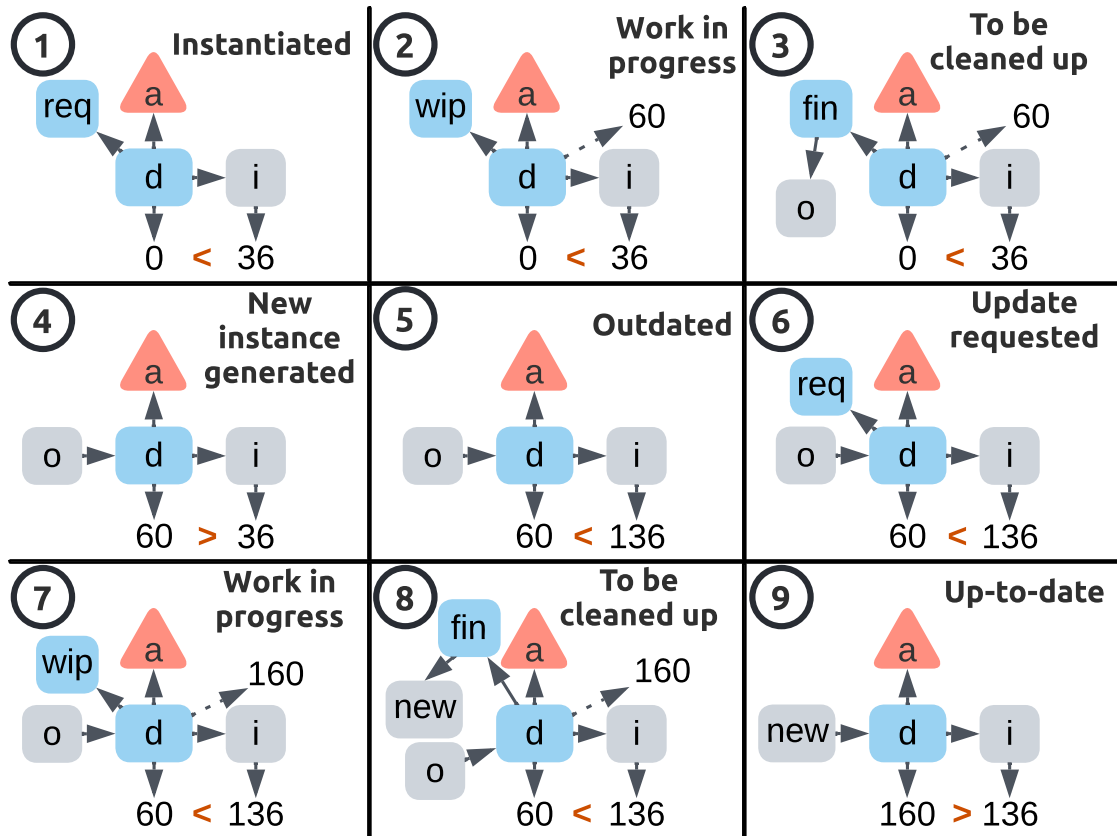 1 Instantiated
req a
d i
0 < 36
2 Work in
progress
wip a 60
d i
0 < 36
3 To be
cleaned up
fin a 60
d i
o
0 < 36
4 New
instance
generated
a
o d i
60 > 36
5 Outdated
a
o d i
60 < 136
6 Update
requested
req a
o d i
60 < 136
7 Work in
progress
wip a 160
o d i
60 < 136
8 To be
cleaned up
fin a 160
new d i
o
60 < 136
9 Up-to-date
a
new d i
160 > 136